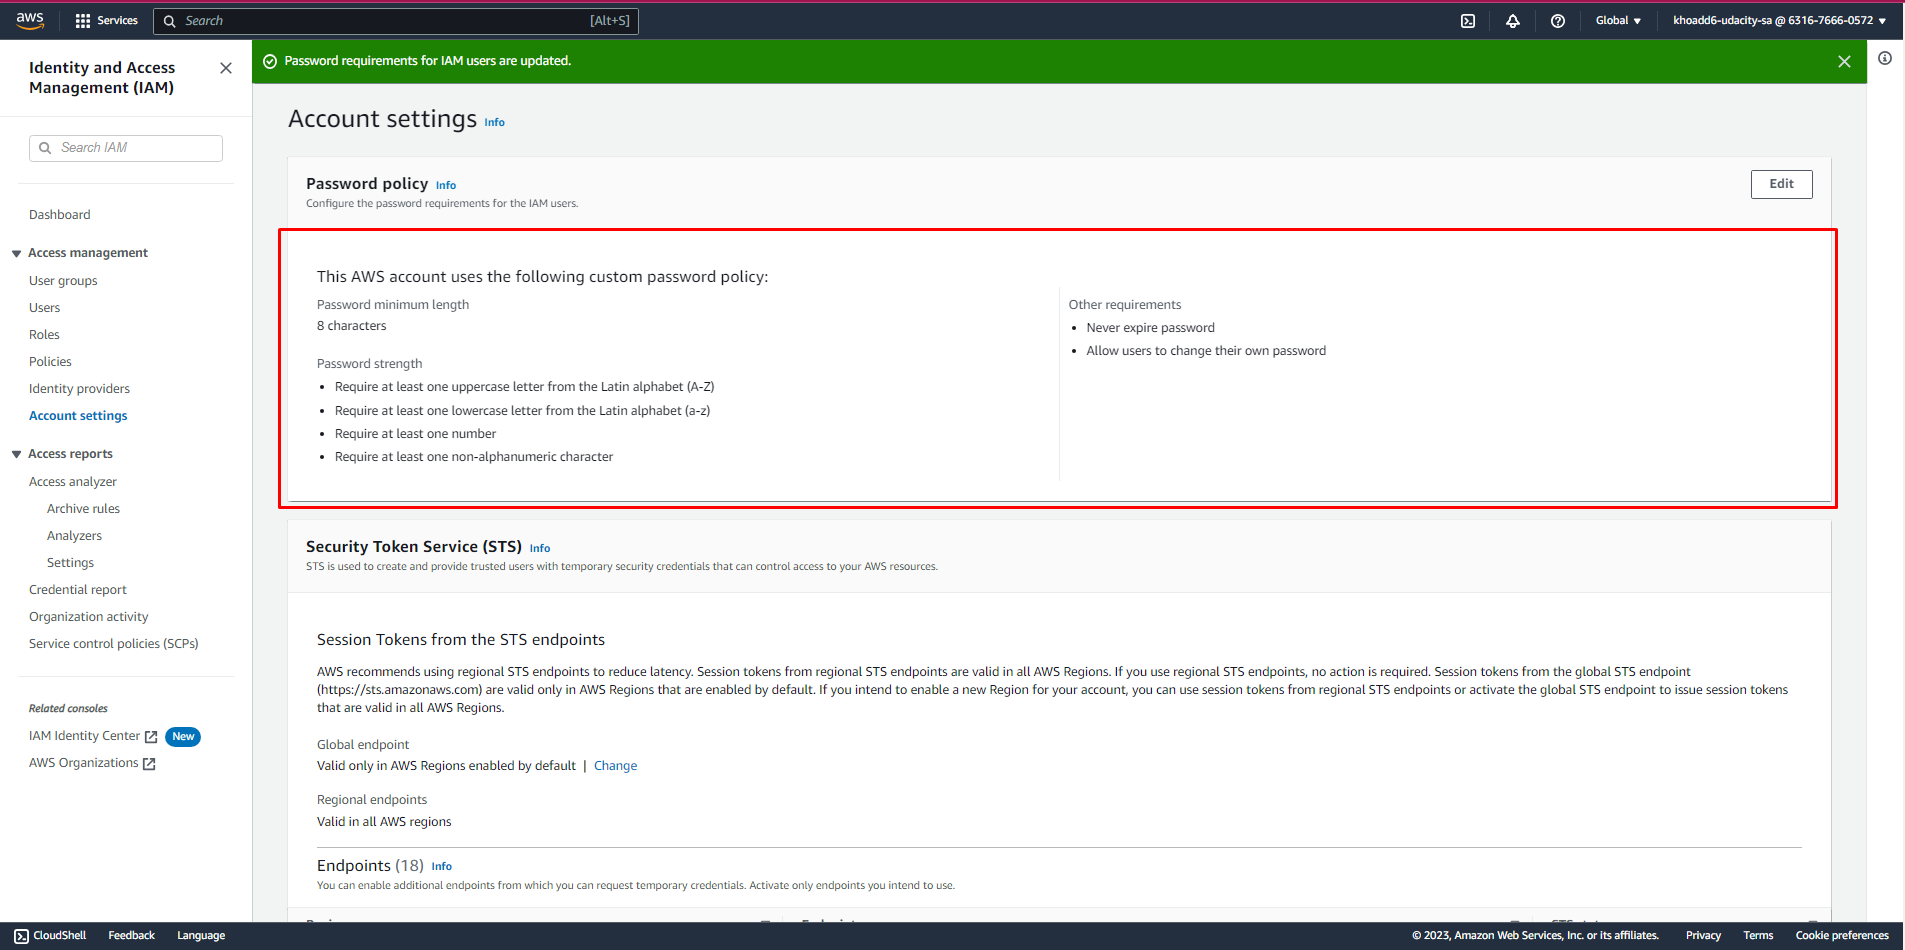 aws
Services
Search
[Alt+S]
Global
khoadd6-udacity-sa @ 6316-7666-0572
Identity and Access
Management (IAM)
Search IAM
Dashboard
Access management
User groups
Users
Roles
Policies
Identity providers
Account settings
Access reports
Access analyzer
Archive rules
Analyzers
Settings
Credential report
Organization activity
Service control policies (SCPs)
Related consoles
IAM Identity Center New
AWS Organizations
Password requirements for IAM users are updated.
Account settings Info
Password policy Info
Configure the password requirements for the IAM users.
Edit
This AWS account uses the following custom password policy:
Password minimum length
8 characters
Password strength
• Require at least one uppercase letter from the Latin alphabet (A-Z)
• Require at least one lowercase letter from the Latin alphabet (a-z)
• Require at least one number
• Require at least one non-alphanumeric character
Other requirements
• Never expire password
• Allow users to change their own password
Security Token Service (STS) Info
STS is used to create and provide trusted users with temporary security credentials that can control access to your AWS resources.
Session Tokens from the STS endpoints
AWS recommends using regional STS endpoints to reduce latency. Session tokens from regional STS endpoints are valid in all AWS Regions. If you use regional STS endpoints, no action is required. Session tokens from the global STS endpoint
(https://sts.amazonaws.com) are valid only in AWS Regions that are enabled by default. If you intend to enable a new Region for your account, you can use session tokens from regional STS endpoints or activate the global STS endpoint to issue session tokens
that are valid in all AWS Regions.
Global endpoint
Valid only in AWS Regions enabled by default | Change
Regional endpoints
Valid in all AWS regions
Endpoints (18) Info
You can enable additional endpoints from which you can request temporary credentials. Activate only endpoints you intend to use.
CloudShell
Feedback
Language
© 2023, Amazon Web Services, Inc. or its affiliates.
Privacy
Terms
Cookie preferences